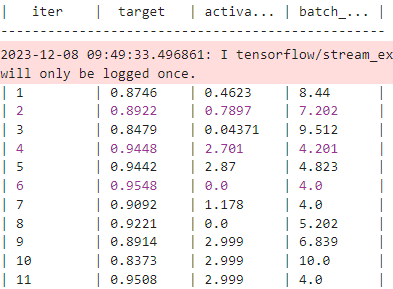 | iter | target | activa... | batch_... |
-------------------------------------------------
2023-12-08 09:49:33.496861: I tensorflow/stream_ex
will only be logged once.
| 1 | 0.8746 | 0.4623 | 8.44 |
| 2 | 0.8922 | 0.7897 | 7.202 |
| 3 | 0.8479 | 0.04371 | 9.512 |
| 4 | 0.9448 | 2.701 | 4.201 |
| 5 | 0.9442 | 2.87 | 4.823 |
| 6 | 0.9548 | 0.0 | 4.0 |
| 7 | 0.9092 | 1.178 | 4.0 |
| 8 | 0.9221 | 0.0 | 5.202 |
| 9 | 0.8914 | 2.999 | 6.839 |
| 10 | 0.8373 | 2.999 | 10.0 |
| 11 | 0.9508 | 2.999 | 4.0 |